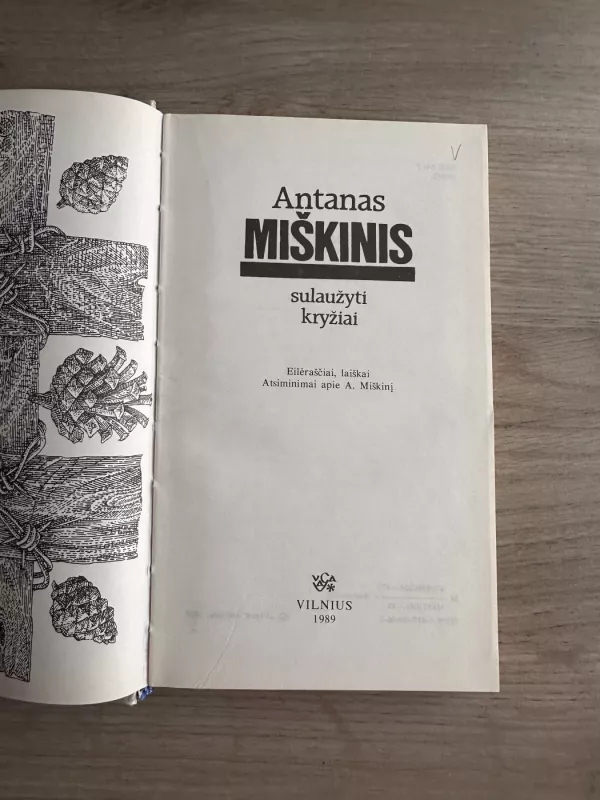 Antanas
MIŠKINIS
sulaužyti
kryžiai
Eilėraščiai, laiškai
Atsiminimai apie A. Miškinį
VILNIUS
1989